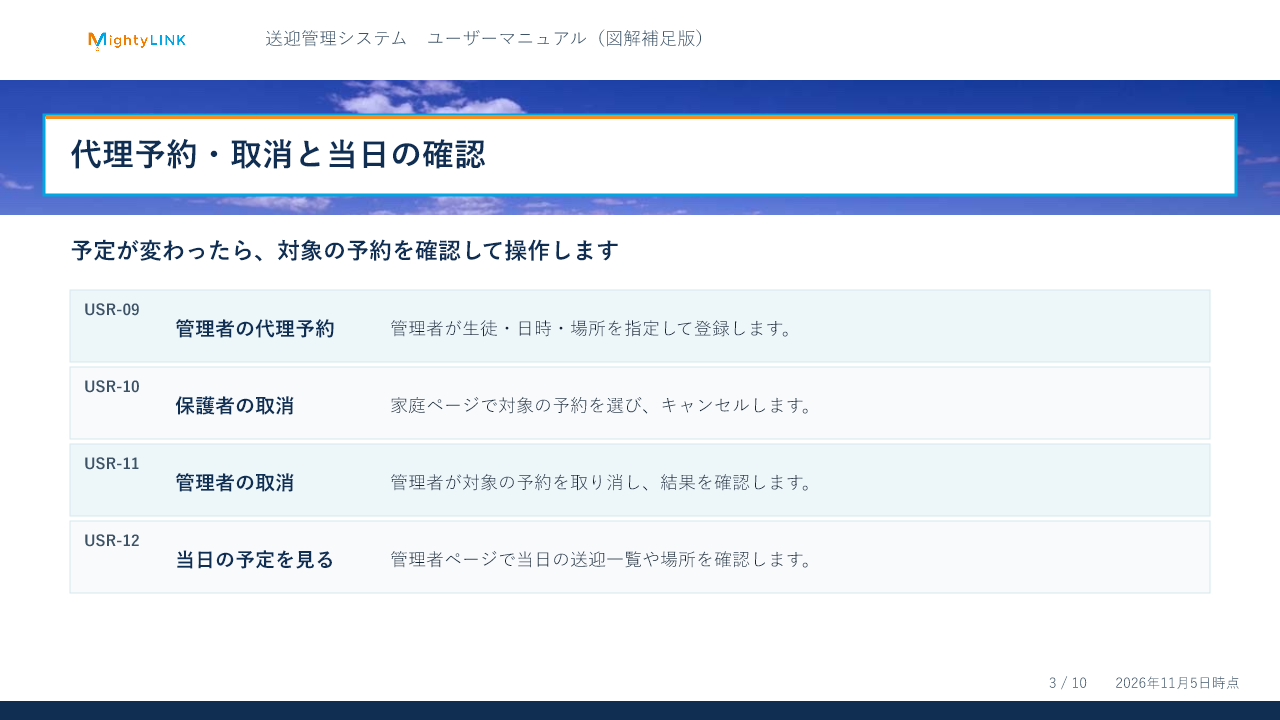 MightyLINK
送迎管理システム　ユーザーマニュアル（図解補足版）
代理予約・取消と当日の確認
予定が変わったら、対象の予約を確認して操作します
USR-09
管理者の代理予約
管理者が生徒・日時・場所を指定して登録します。
USR-10
保護者の取消
家庭ページで対象の予約を選び、キャンセルします。
USR-11
管理者の取消
管理者が対象の予約を取り消し、結果を確認します。
USR-12
当日の予定を見る
管理者ページで当日の送迎一覧や場所を確認します。
3 / 10　2026年11月5日時点